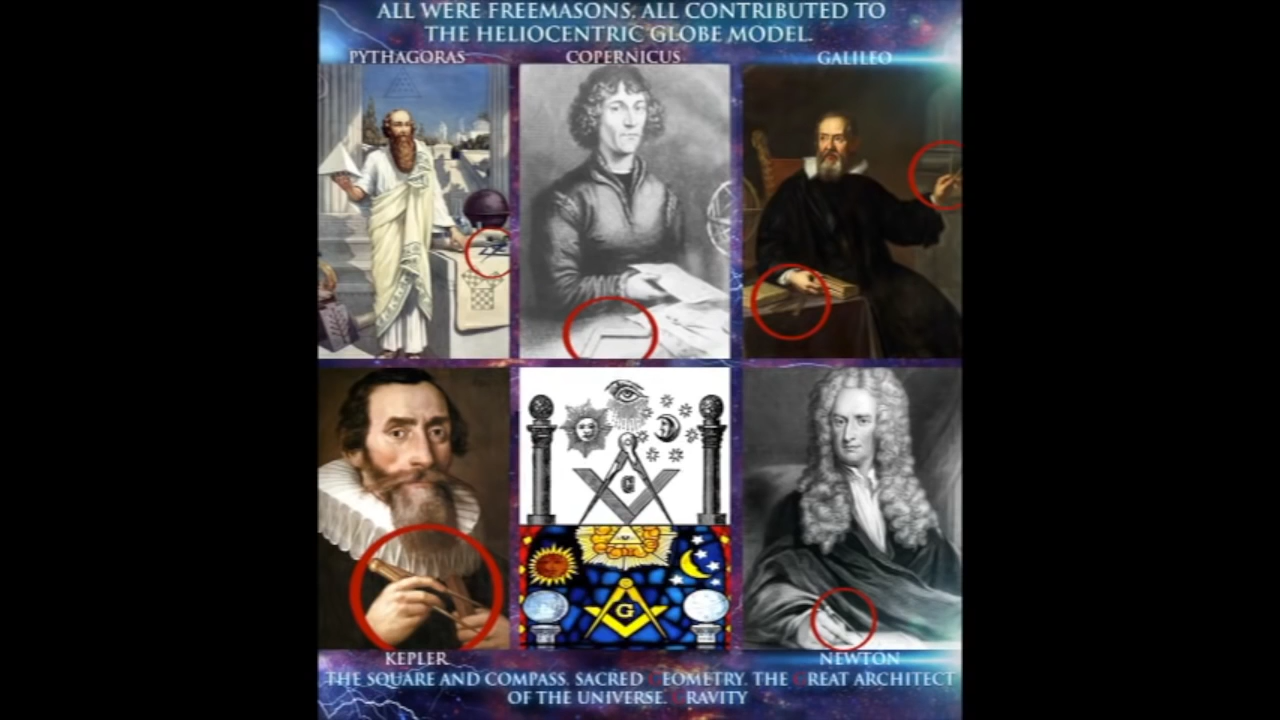 ALL WERE FREEMASONS. ALL CONTRIBUTED TO
THE HELIOCENTRIC GLOBE MODEL.
PYTHAGORAS COPERNICUS GALILEO
G
G
KEPLER NEWTON
THE SQUARE AND COMPASS. SACRED GEOMETRY. THE GREAT ARCHITECT
OF THE UNIVERSE. GRAVITY